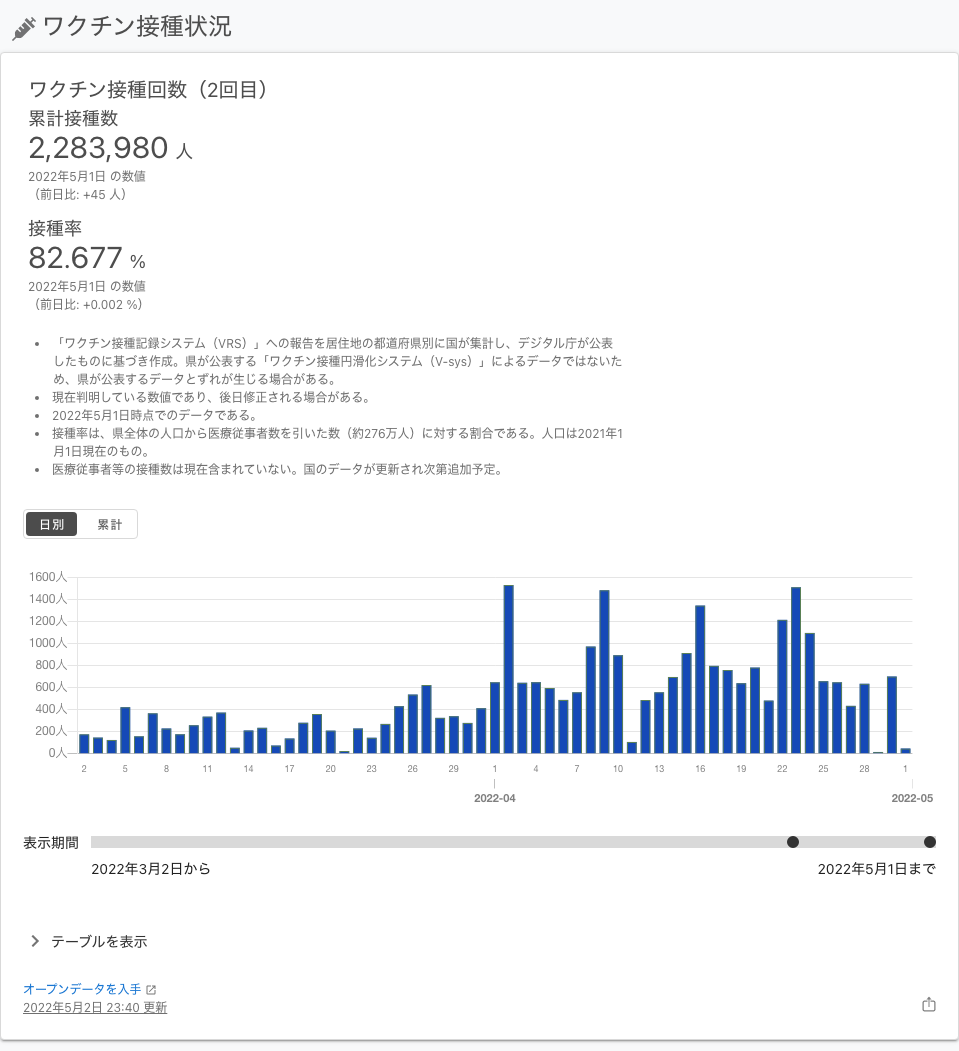 ワクチン接種状況
ワクチン接種回数（2回目）
累計接種数
2,283,980 人
2022年5月1日 の数値
（前日比: +45 人）
接種率
82.677 %
2022年5月1日 の数値
（前日比: +0.002 %）
• 「ワクチン接種記録システム（VRS）」への報告を居住地の都道府県別に国が集計し、デジタル庁が公表
したものに基づき作成。県が公表する「ワクチン接種円滑化システム（V-sys）」によるデータではないた
め、県が公表するデータとずれが生じる場合がある。
• 現在判明している数値であり、後日修正される場合がある。
• 2022年5月1日時点でのデータである。
• 接種率は、県全体の人口から医療従事者数を引いた数（約276万人）に対する割合である。人口は2021年1
月1日現在のもの。
• 医療従事者等の接種数は現在含まれていない。国のデータが更新され次第追加予定。
日別 累計
1600人
1400人
1200人
1000人
800人
600人
400人
200人
0人
2 5 8 11 14 17 20 23 26 29 1 4 7 10 13 16 19 22 25 28 1
2022-04 2022-05
表示期間
2022年3月2日から 2022年5月1日まで
テーブルを表示
オープンデータを入手
2022年5月2日 23:40 更新